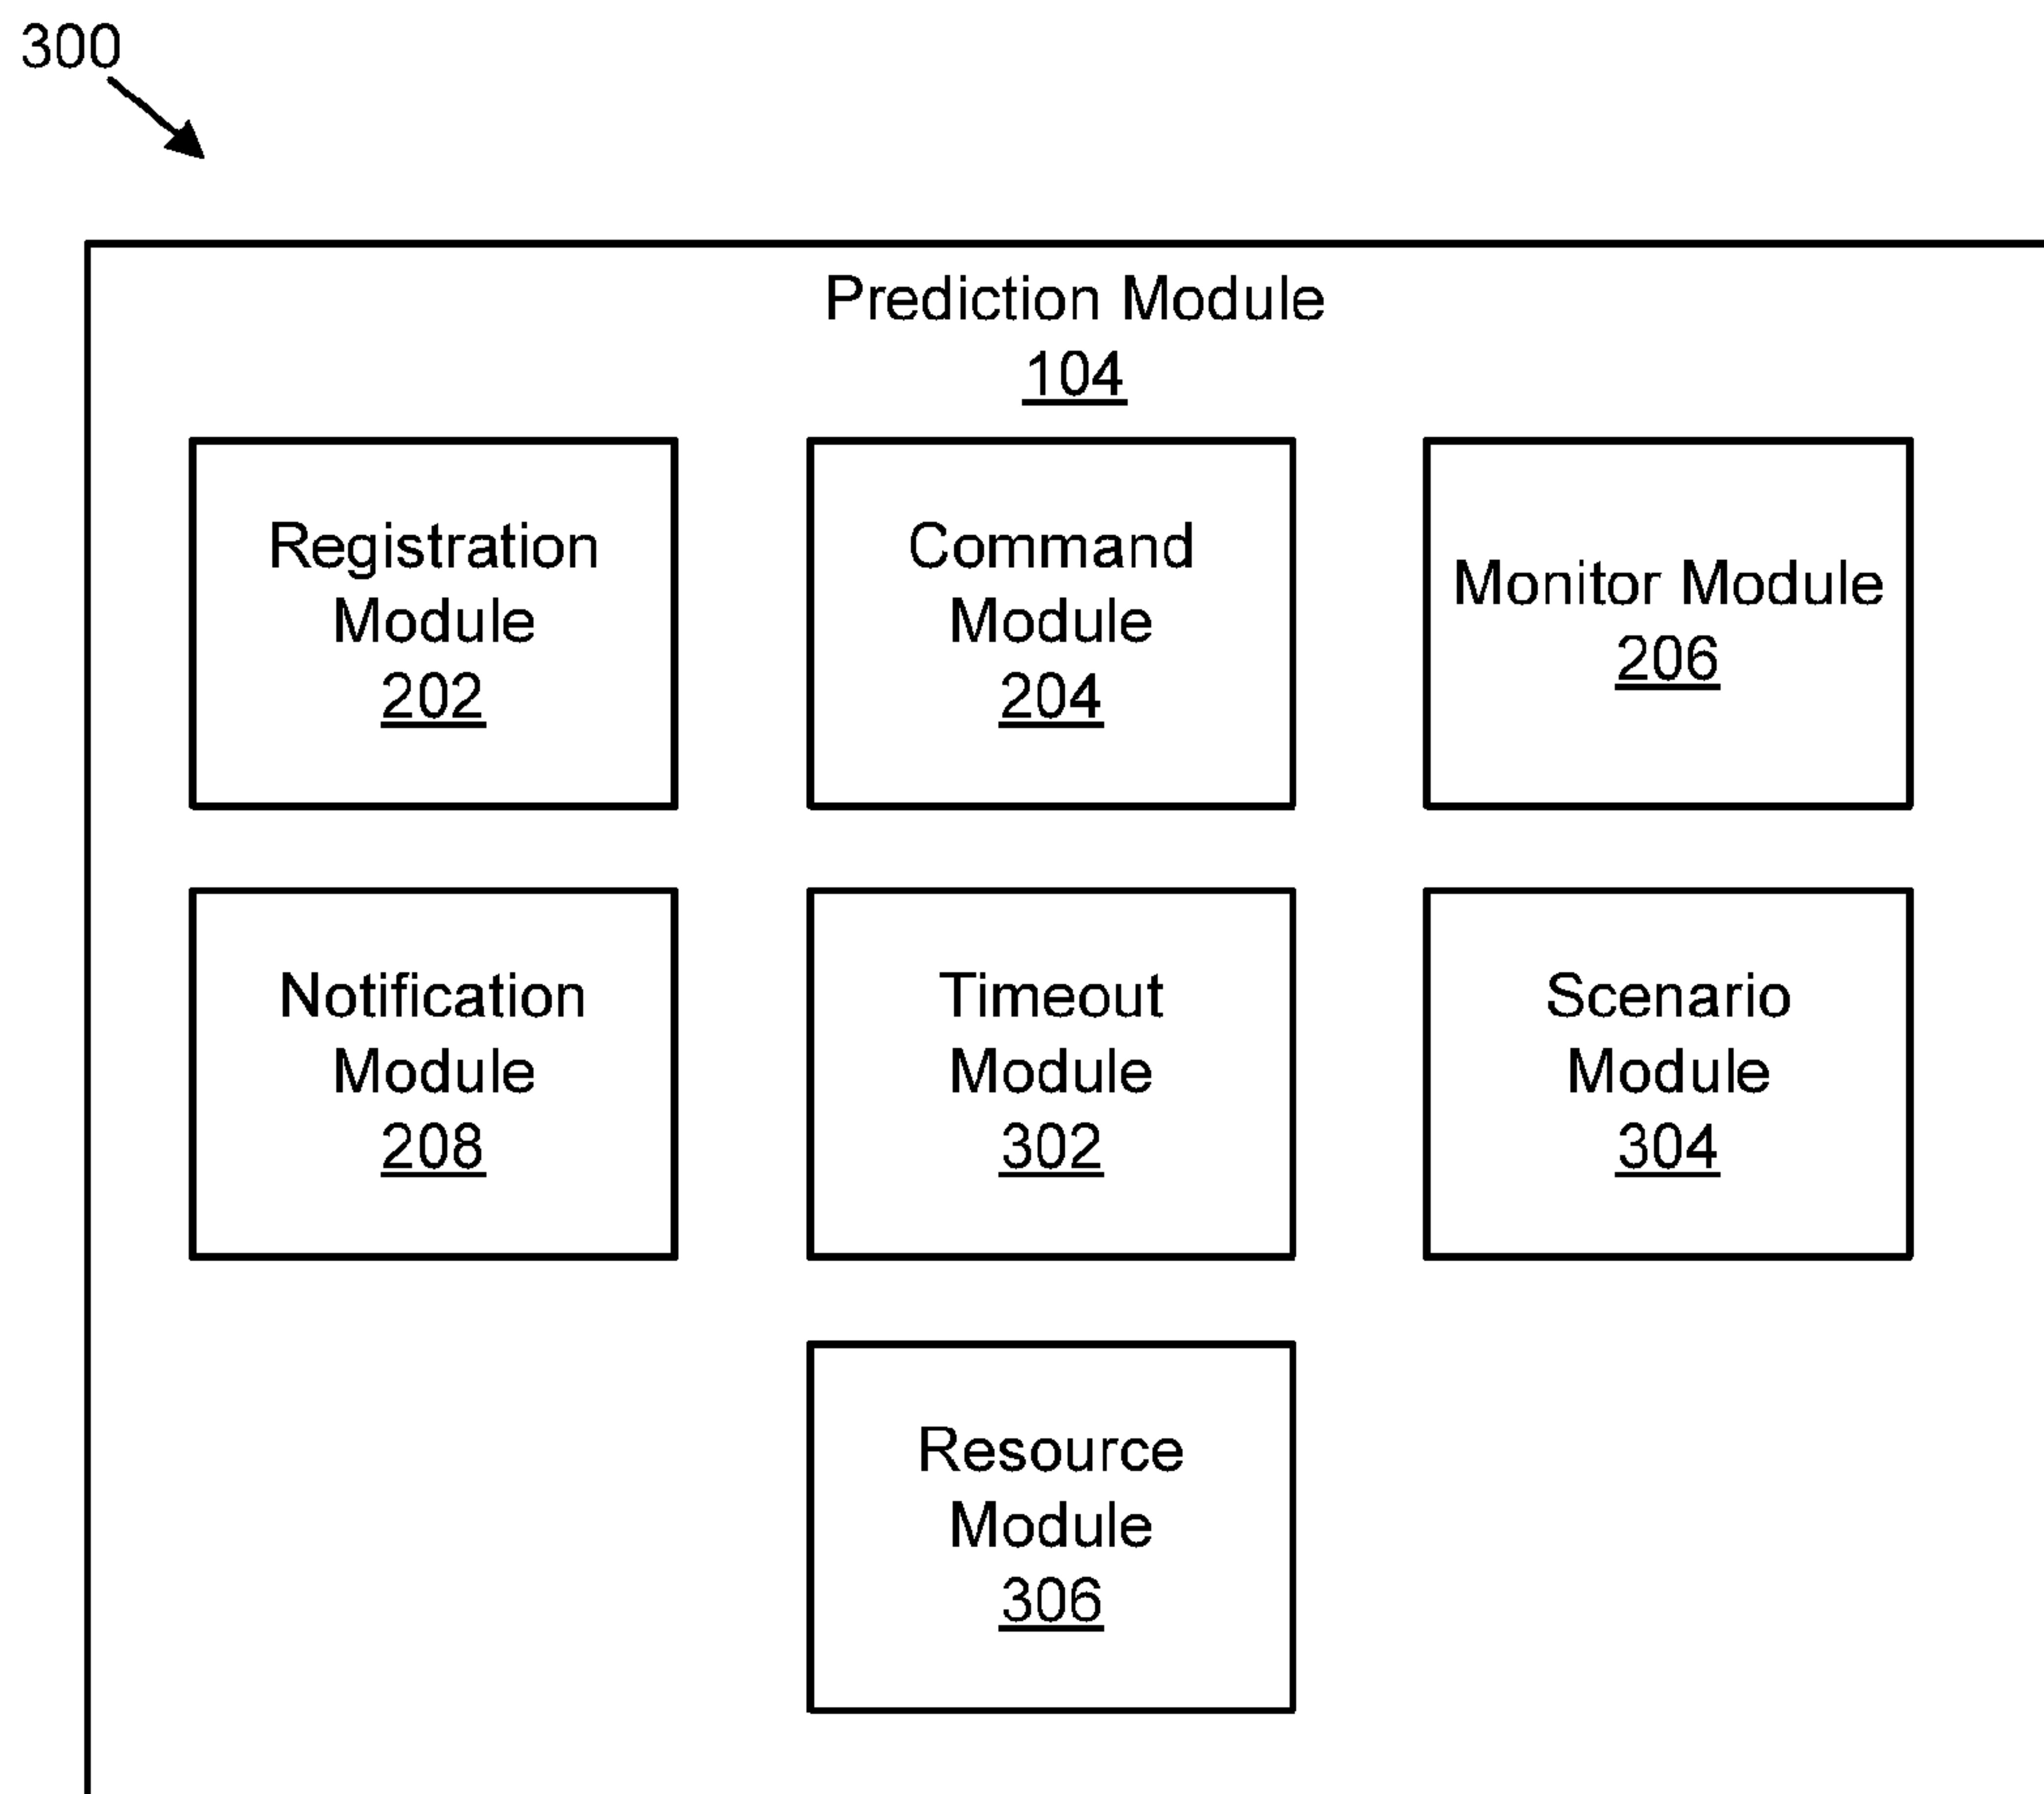 300
Prediction Module
104
Registration
Module
202
Command
Module
204
Monitor Module
206
Notification
Module
208
Timeout
Module
302
Scenario
Module
304
Resource
Module
306